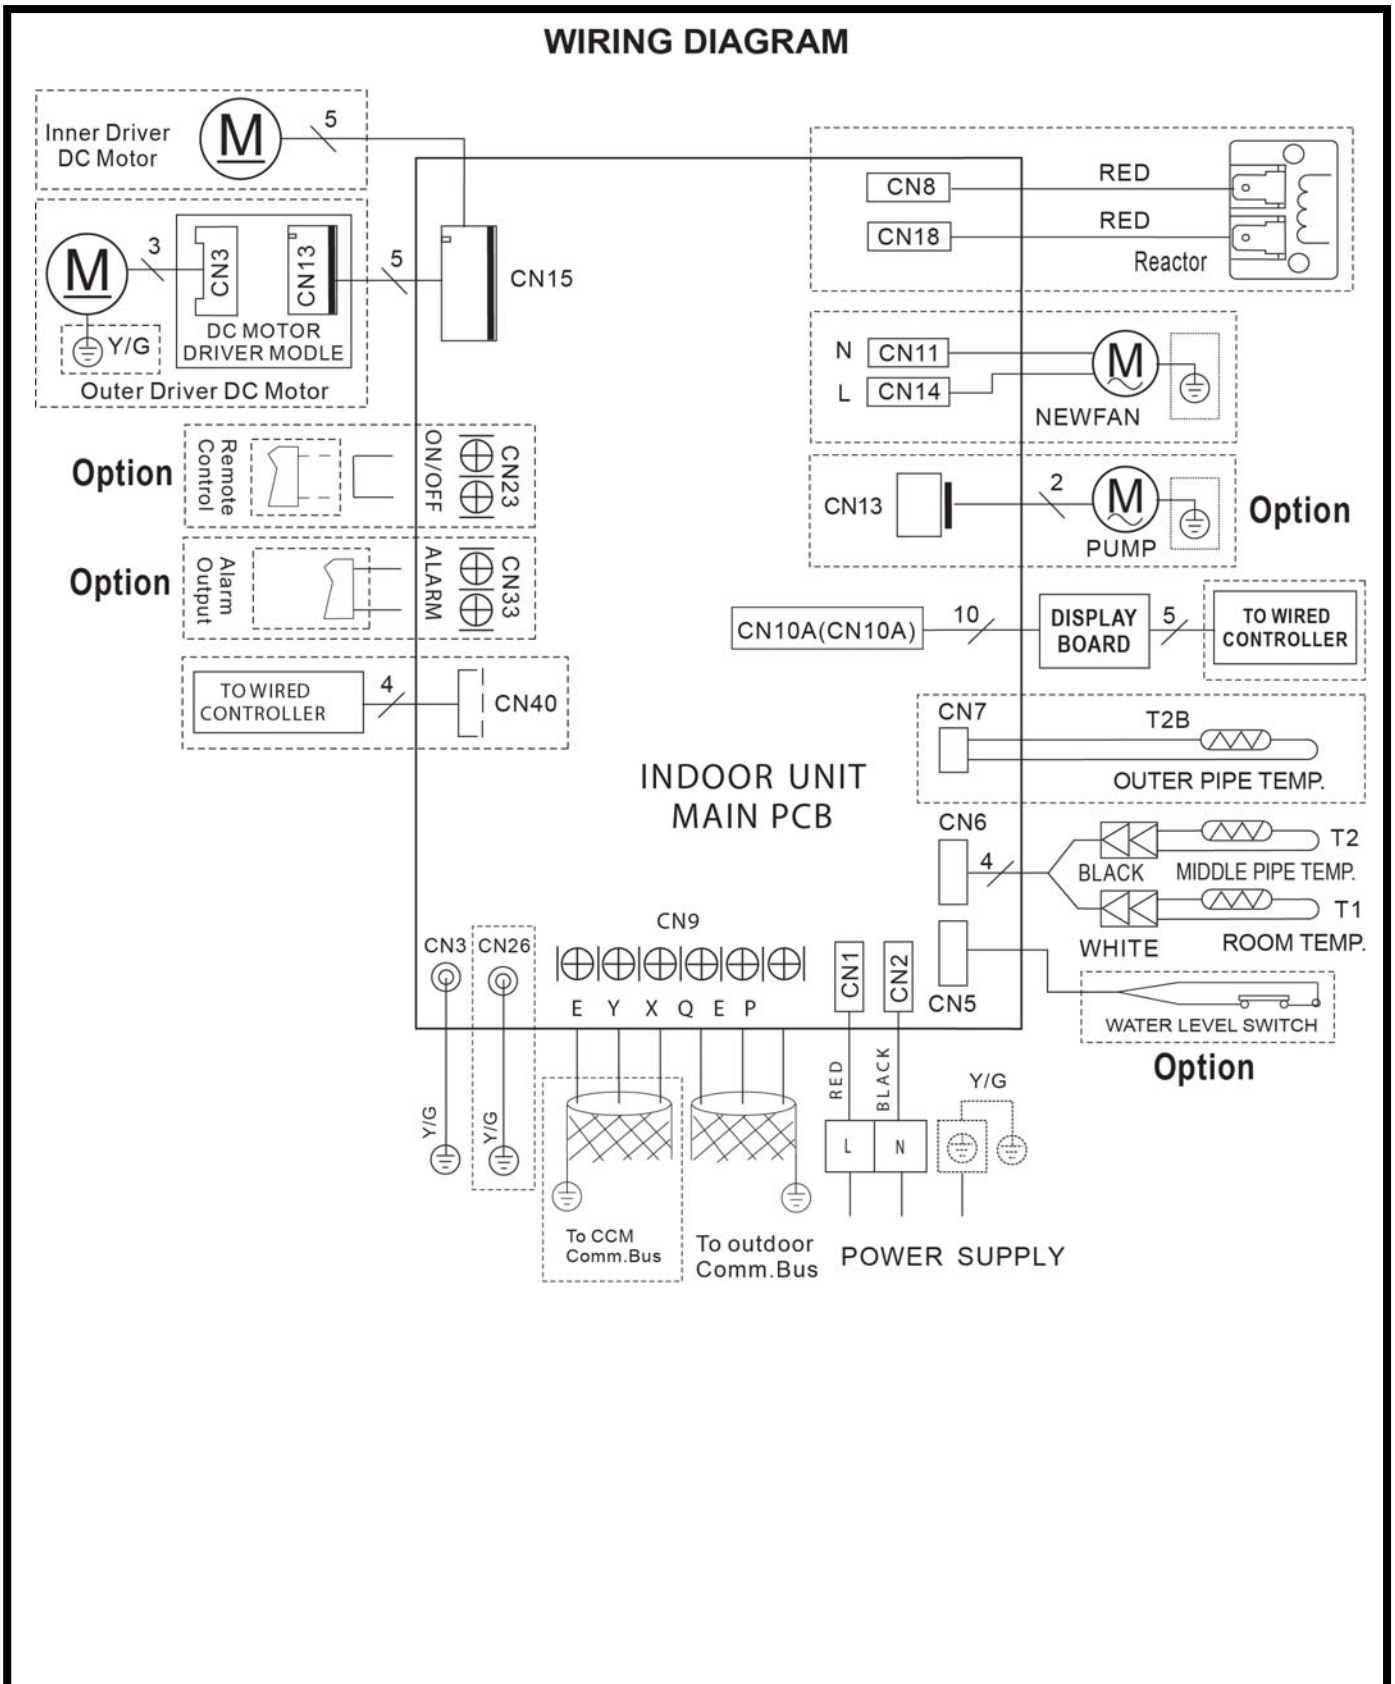 WIRING DIAGRAM
Inner Driver
DC Motor
M
5
M
3
CN3
CN13
DC MOTOR
DRIVER MODLE
Y/G
Outer Driver DC Motor
5
CN15
Option
Remote
Control
ON/OFF
CN23
Option
Alarm
Output
ALARM
CN33
TO WIRED
CONTROLLER
4
CN40
CN8
RED
CN18
RED
Reactor
N
CN11
L
CN14
M
NEWFAN
CN13
2
M
PUMP
Option
CN10A(CN10A)
10
DISPLAY
BOARD
5
TO WIRED
CONTROLLER
CN7
T2B
OUTER PIPE TEMP.
INDOOR UNIT
MAIN PCB
CN6
4
BLACK
T2
MIDDLE PIPE TEMP.
WHITE
T1
ROOM TEMP.
CN5
WATER LEVEL SWITCH
Option
CN3
CN26
CN9
E Y X Q E P
CN1
CN2
Y/G
Y/G
RED
BLACK
Y/G
L
N
To CCM
Comm.Bus
To outdoor
Comm.Bus
POWER SUPPLY